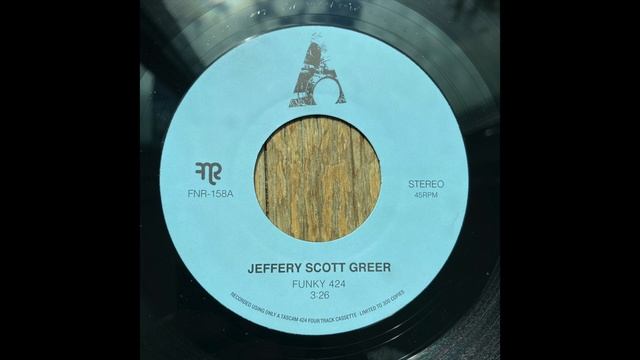 A
FNR
FNR-158A
STEREO
45RPM
JEFFERY SCOTT GREER
FUNKY 424
3:26
RECORDED USING ONLY A TASCAM 424 FOUR TRACK CASSETTE · LIMITED TO 300 COPIES